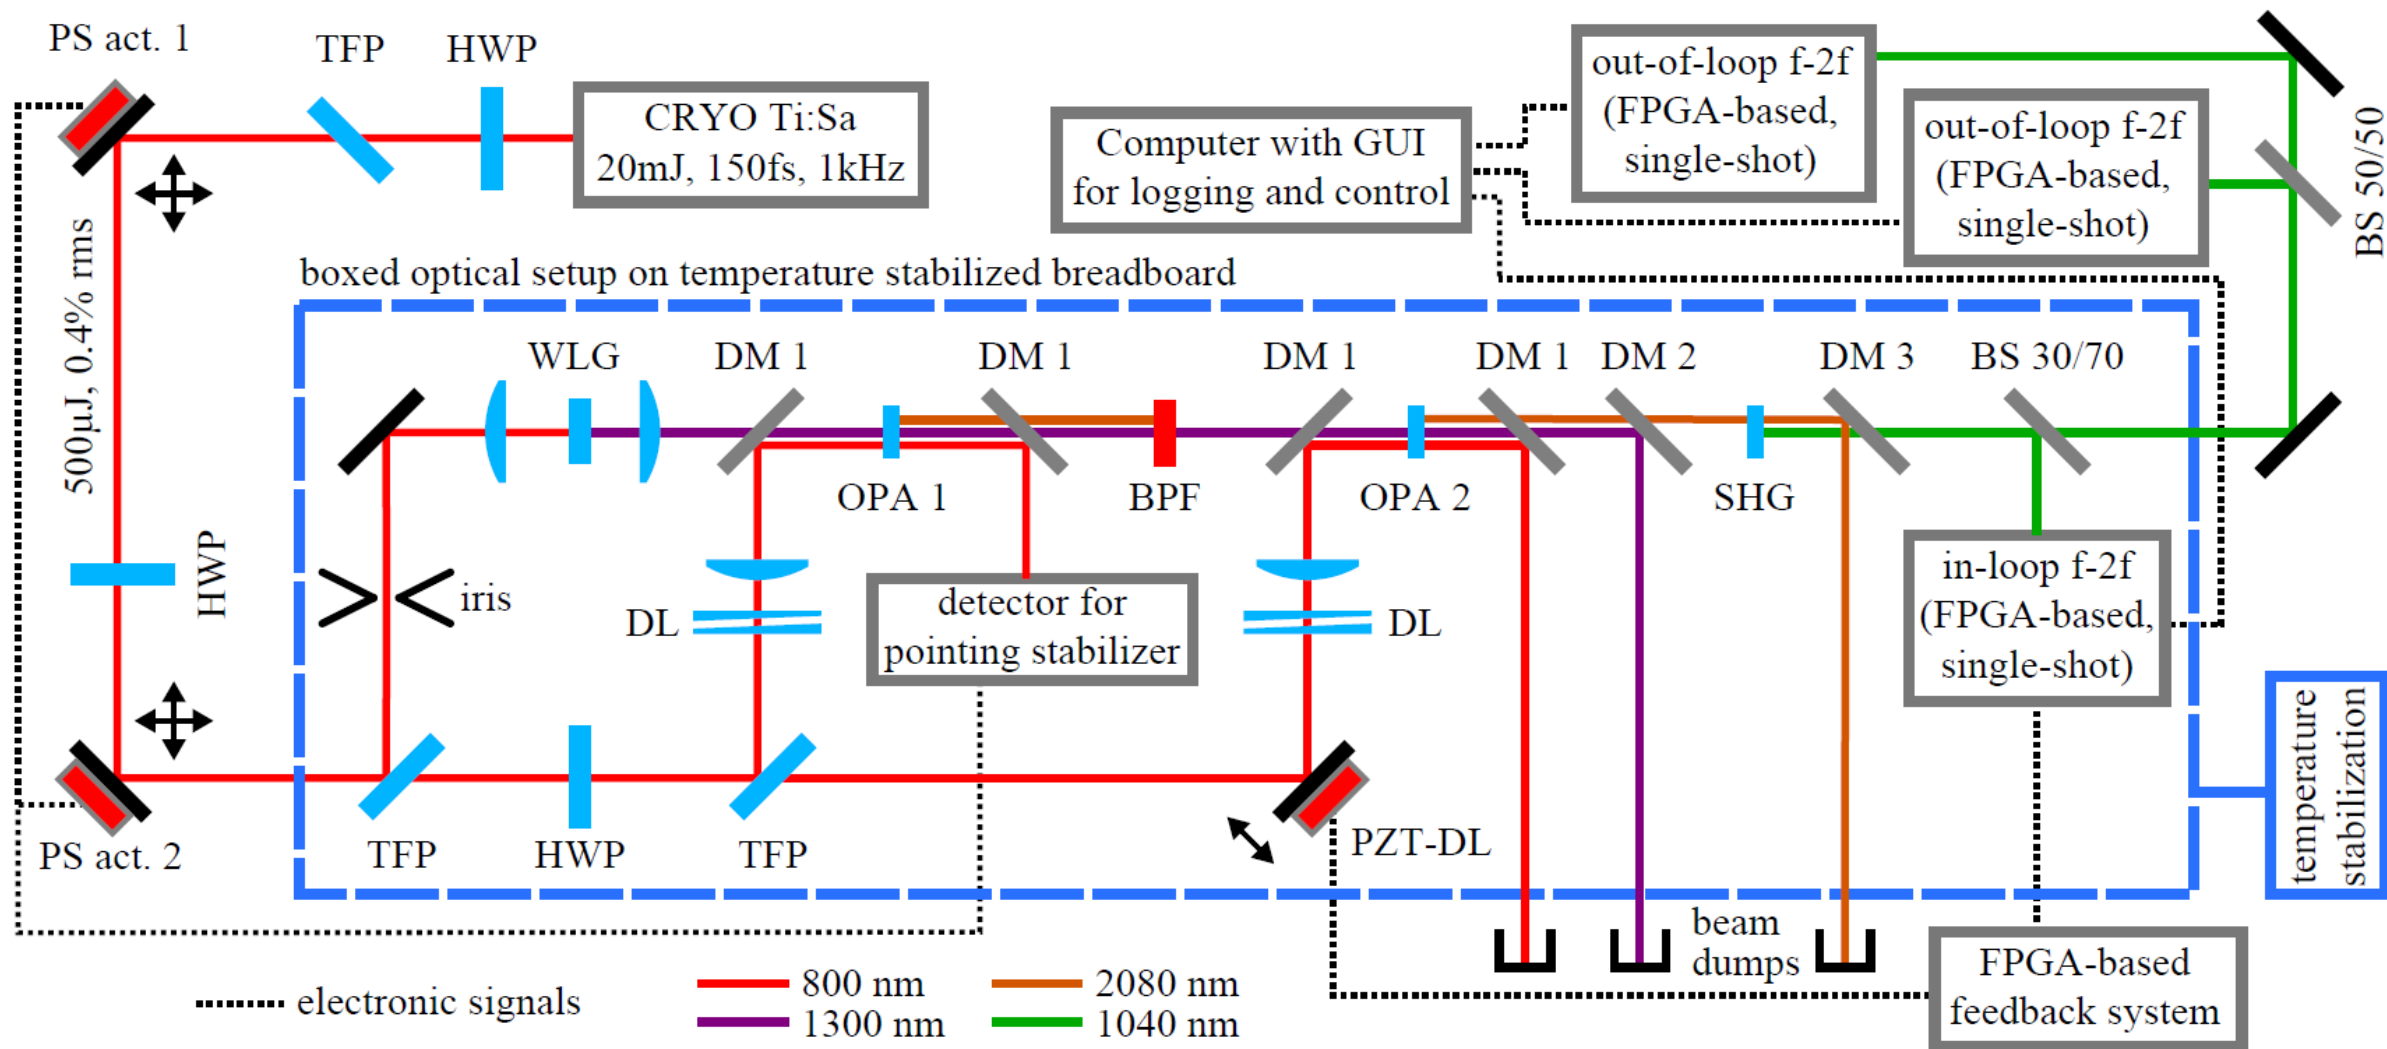 PS act. 1
TFP
HWP
CRYO Ti:Sa
20mJ, 150fs, 1kHz
Computer with GUI
for logging and control
out-of-loop f-2f
(FPGA-based,
single-shot)
out-of-loop f-2f
(FPGA-based,
single-shot)
BS 50/50
500µJ, 0.4% rms
HWP
boxed optical setup on temperature stabilized breadboard
WLG
DM 1
DM 1
DM 1
DM 1
DM 2
DM 3
BS 30/70
OPA 1
BPF
OPA 2
SHG
iris
DL
detector for
pointing stabilizer
DL
in-loop f-2f
(FPGA-based,
single-shot)
temperature
stabilization
PS act. 2
TFP
HWP
TFP
PZT-DL
beam
dumps
FPGA-based
feedback system
electronic signals
800 nm
2080 nm
1300 nm
1040 nm